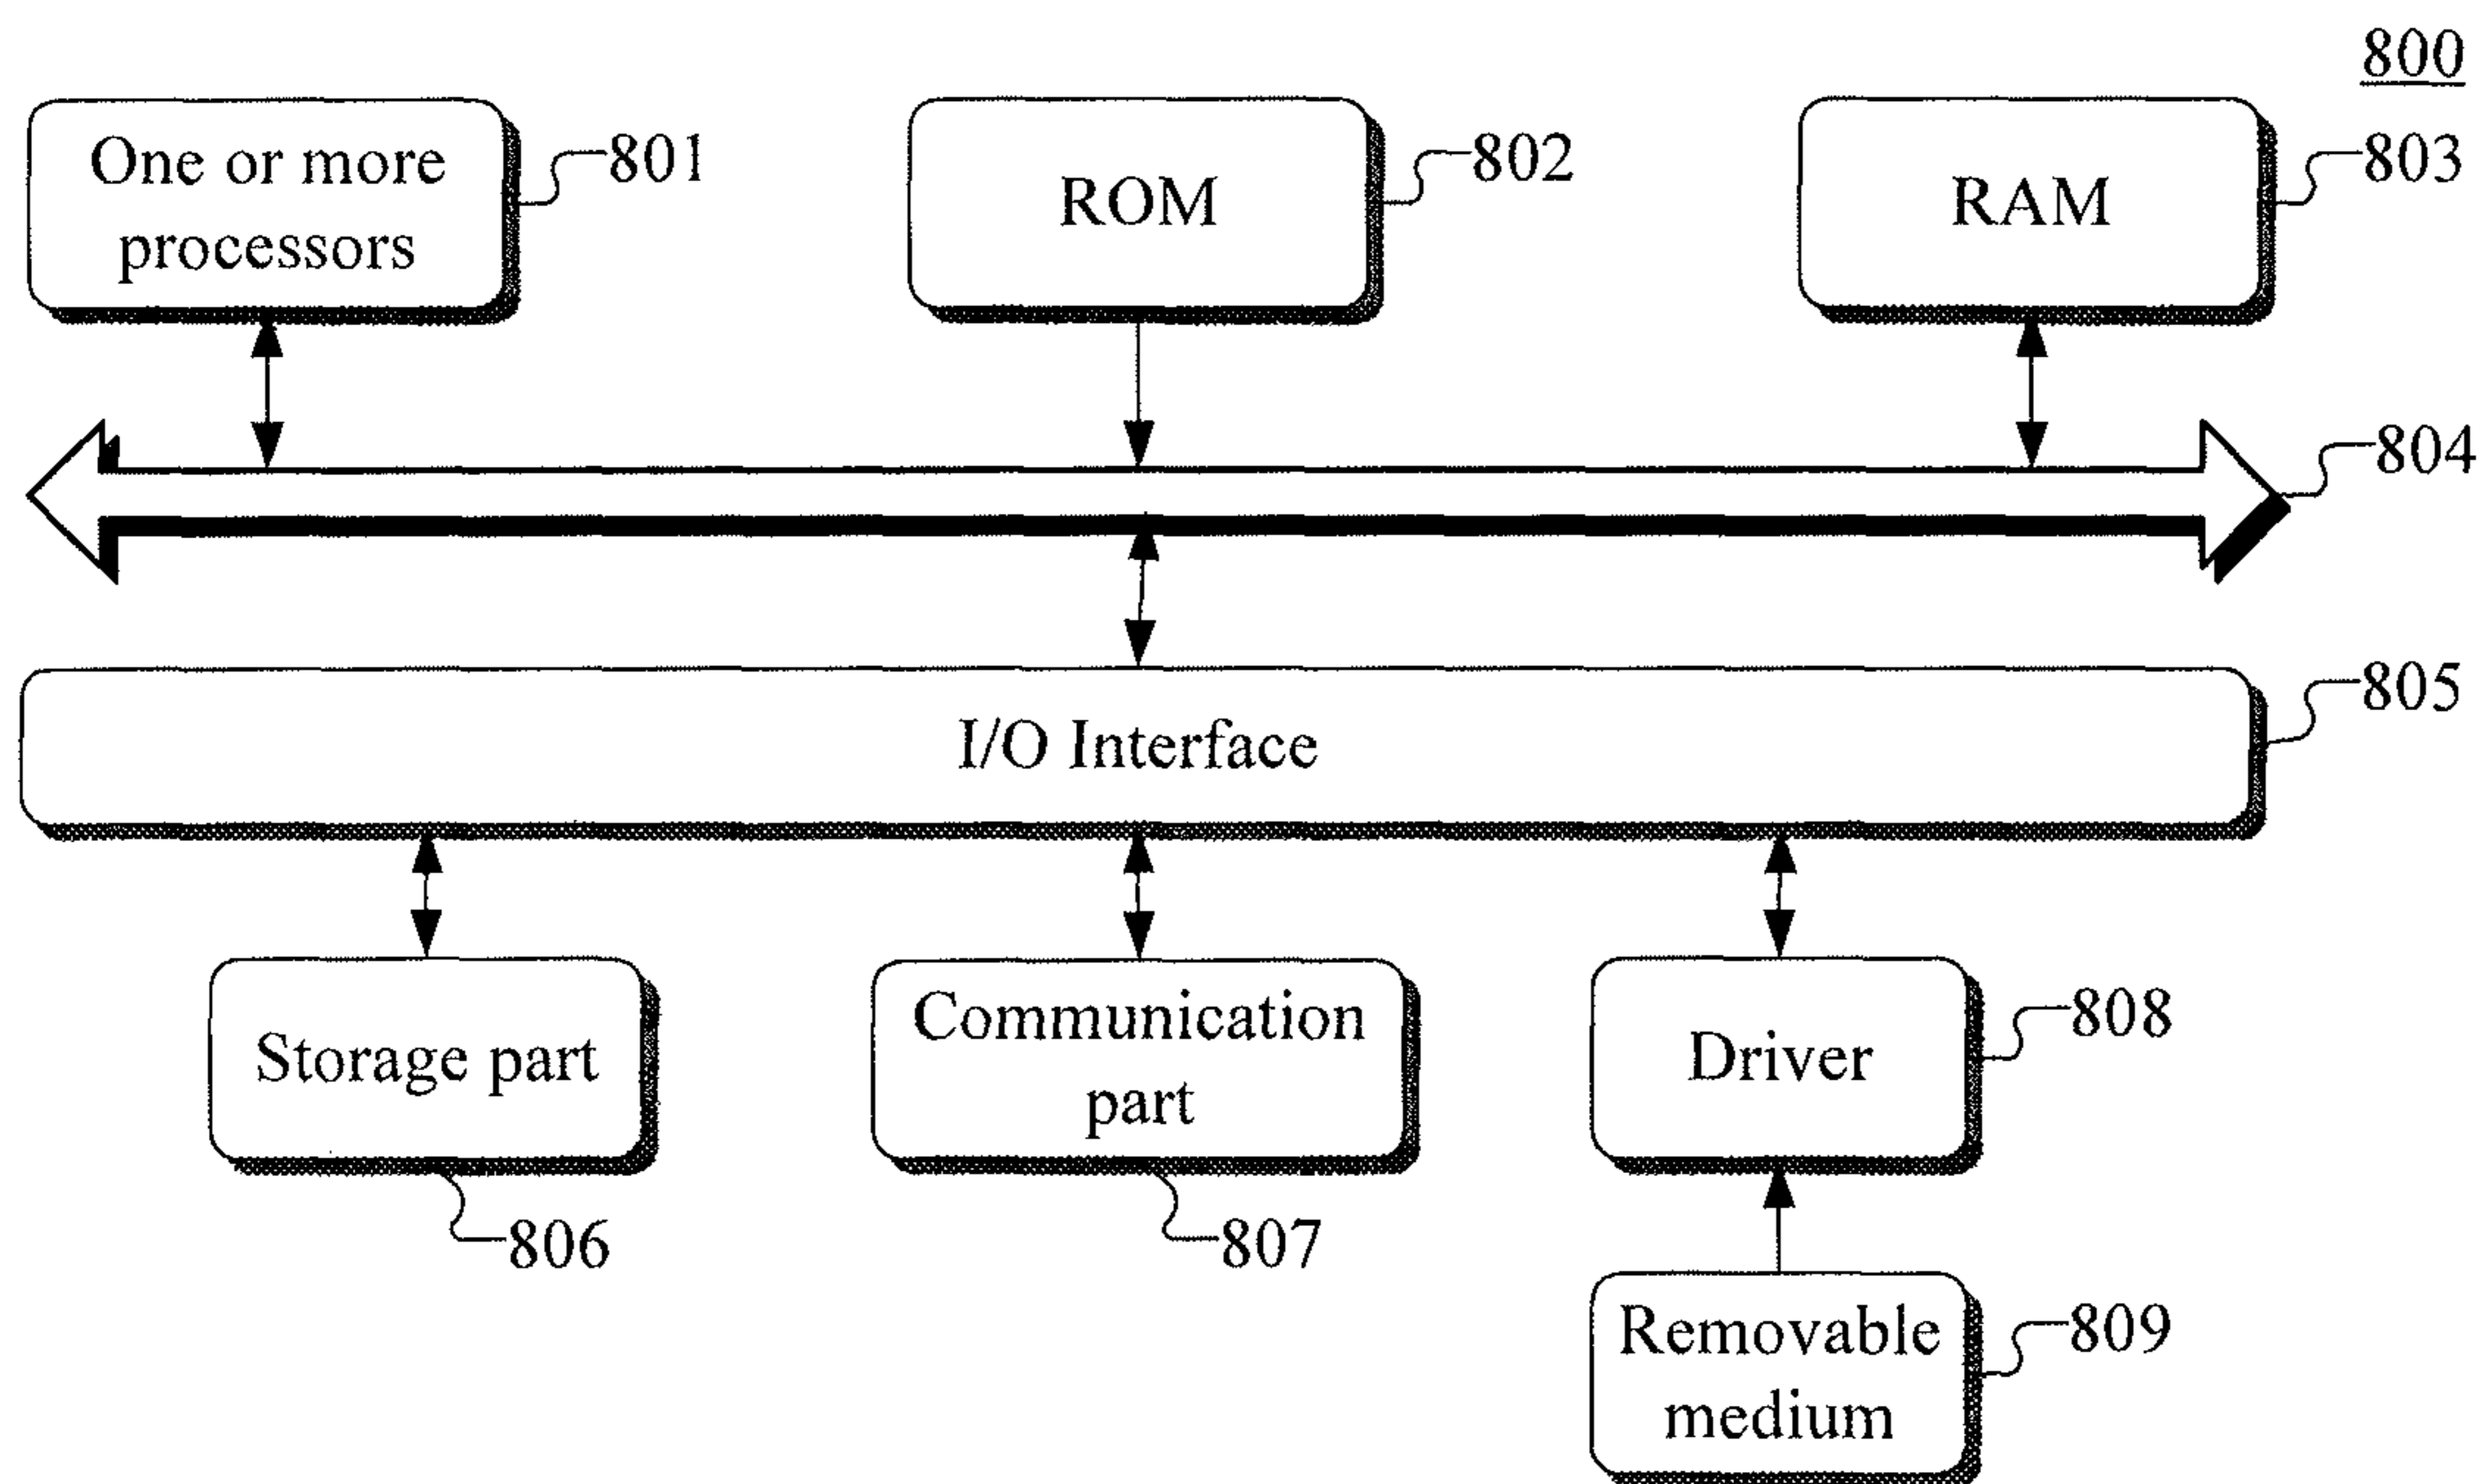 800
One or more
processors
801
ROM
802
RAM
803
804
805
I/O Interface
Storage part
806
Communication
part
807
Driver
808
Removable
medium
809